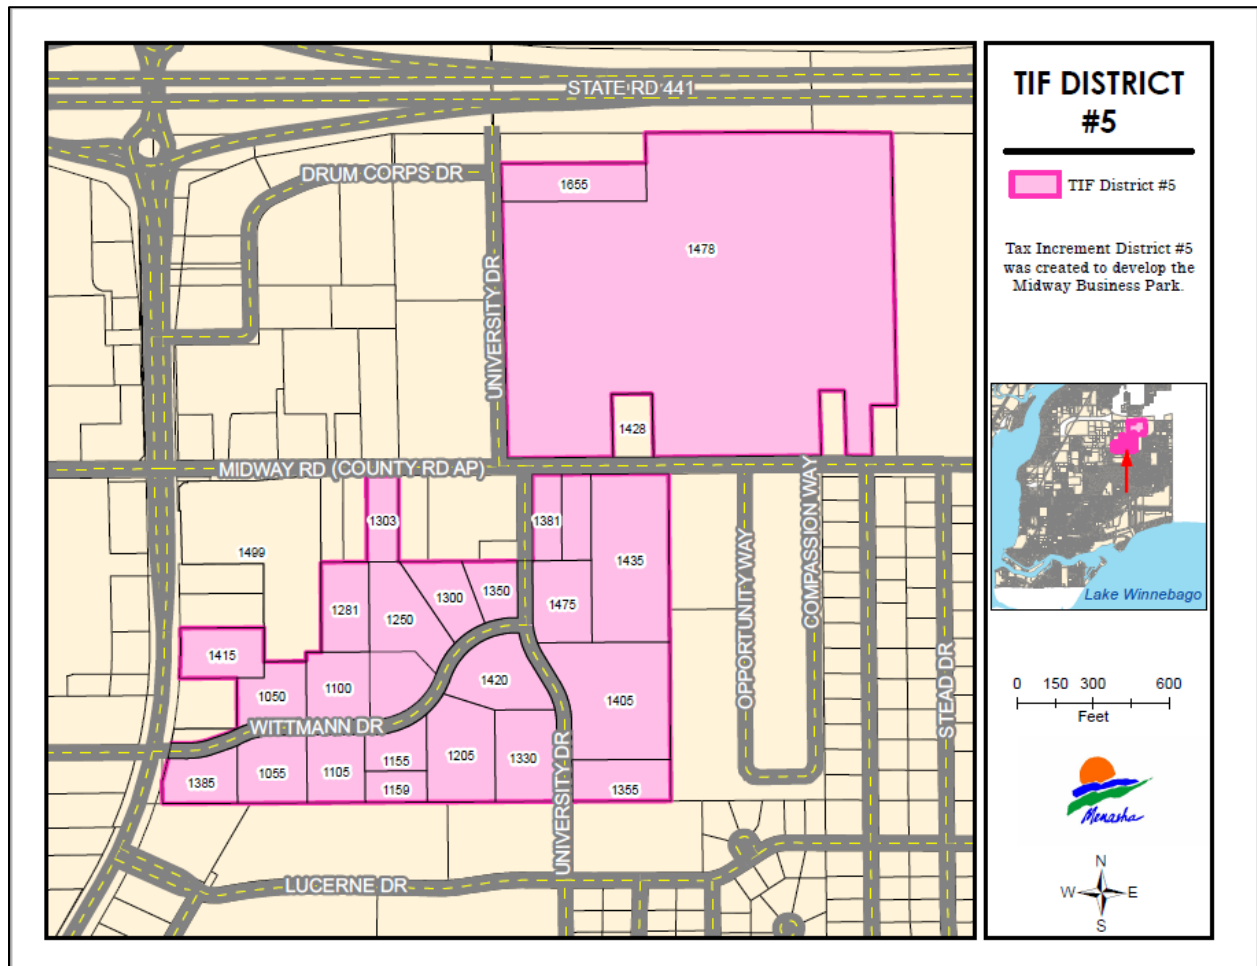 STATE RD 441
DRUM CORPS DR
1655
1478
UNIVERSITY DR
1428
MIDWAY RD (COUNTY RD AP)
1303
1381
1499
1435
OPPORTUNITY WAY
COMPASSION WAY
STEAD DR
1281
1250
1300
1350
1475
1415
1050
1100
1420
1405
WITTMANN DR
1385
1055
1105
1155
1159
1205
1330
1355
UNIVERSITY DR
LUCERNE DR
TIF DISTRICT
#5
TIF District #5
Tax Increment District #5
was created to develop the
Midway Business Park.
Lake Winnebago
0 150 300 600
Feet
Menasha
N
W E
S